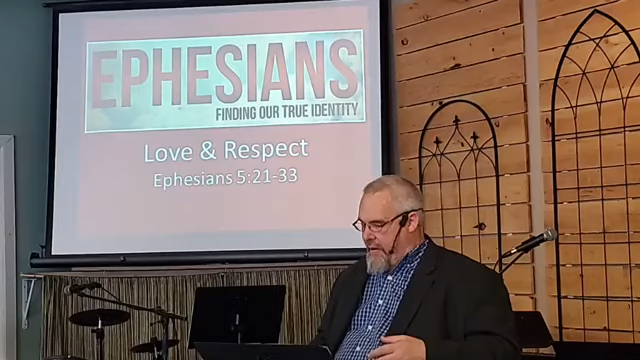 EPHESIANS
FINDING OUR TRUE IDENTITY
Love & Respect
Ephesians 5:21-33